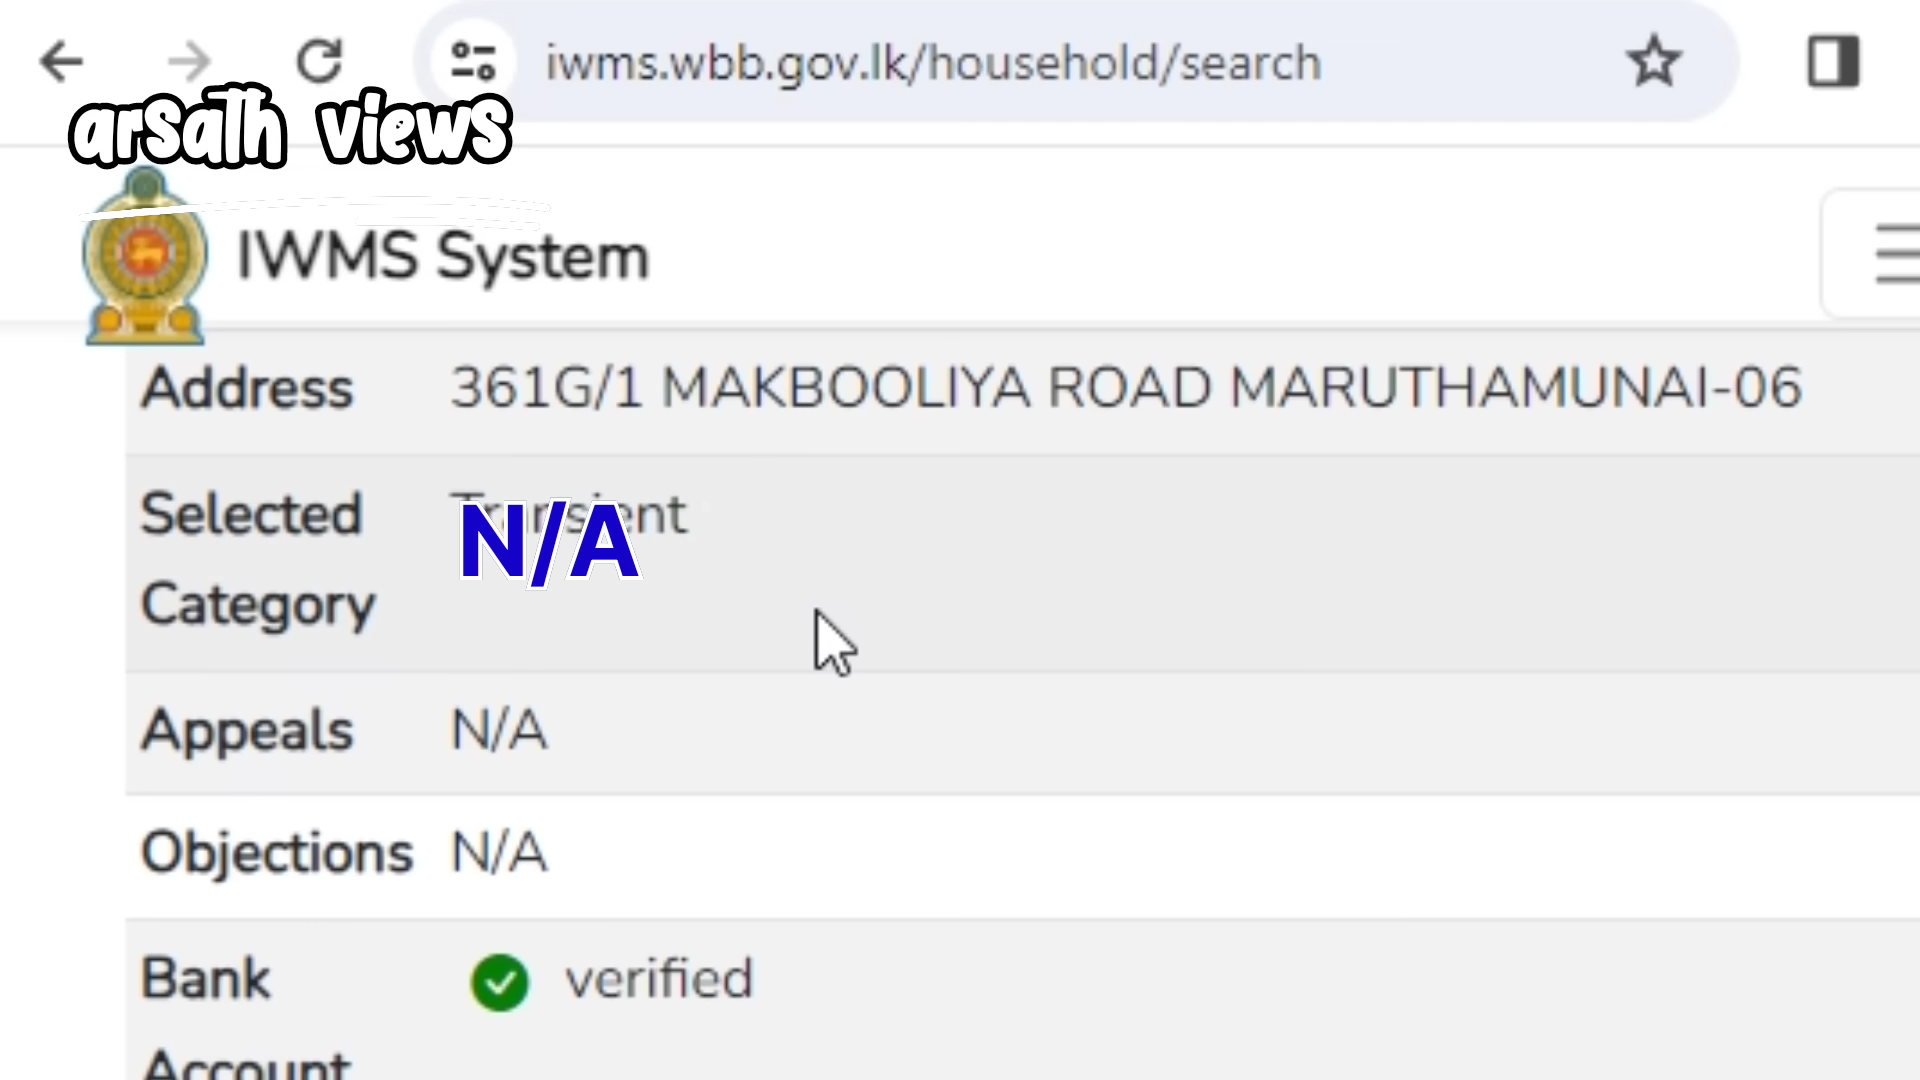 iwms.wbb.gov.lk/household/search
arsath views
IWMS System
Address 361G/1 MAKBOOLIYA ROAD MARUTHAMUNAI-06
Selected Transient
N/A
Category
Appeals N/A
Objections N/A
Bank verified
Account